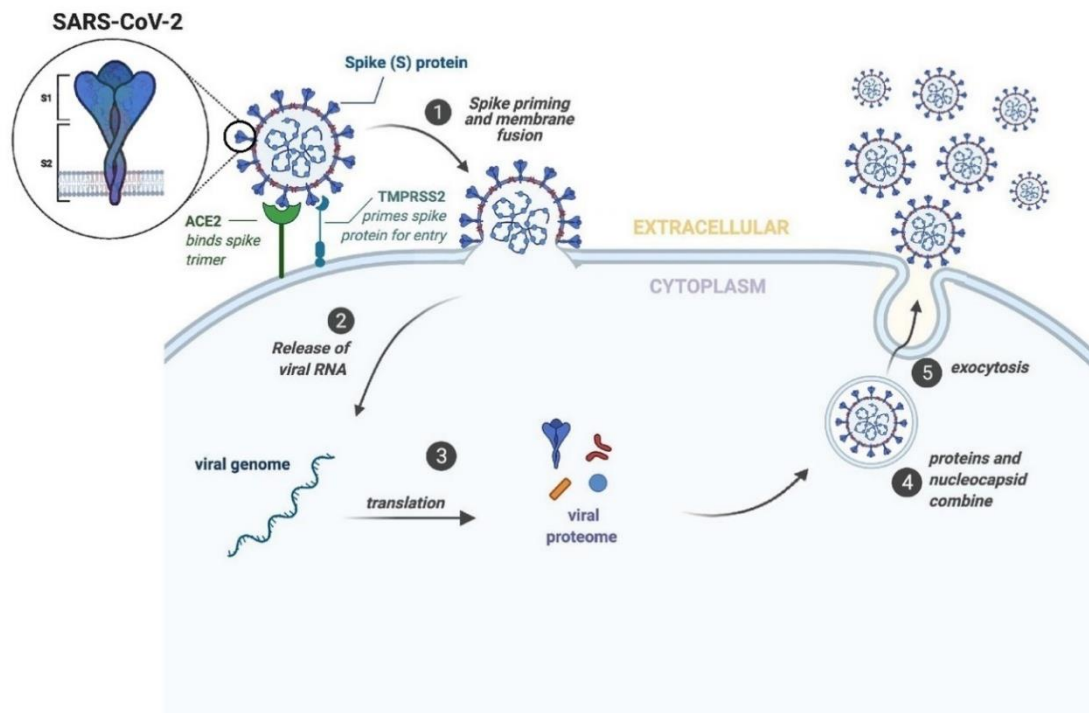 SARS-CoV-2
S1
S2
Spike (S) protein
1
Spike priming
and membrane
fusion
ACE2
binds spike
trimer
TMPRSS2
primes spike
protein for entry
EXTRACELLULAR
CYTOPLASM
2
Release of
viral RNA
viral genome
3
translation
viral
proteome
4
proteins and
nucleocapsid
combine
5
exocytosis